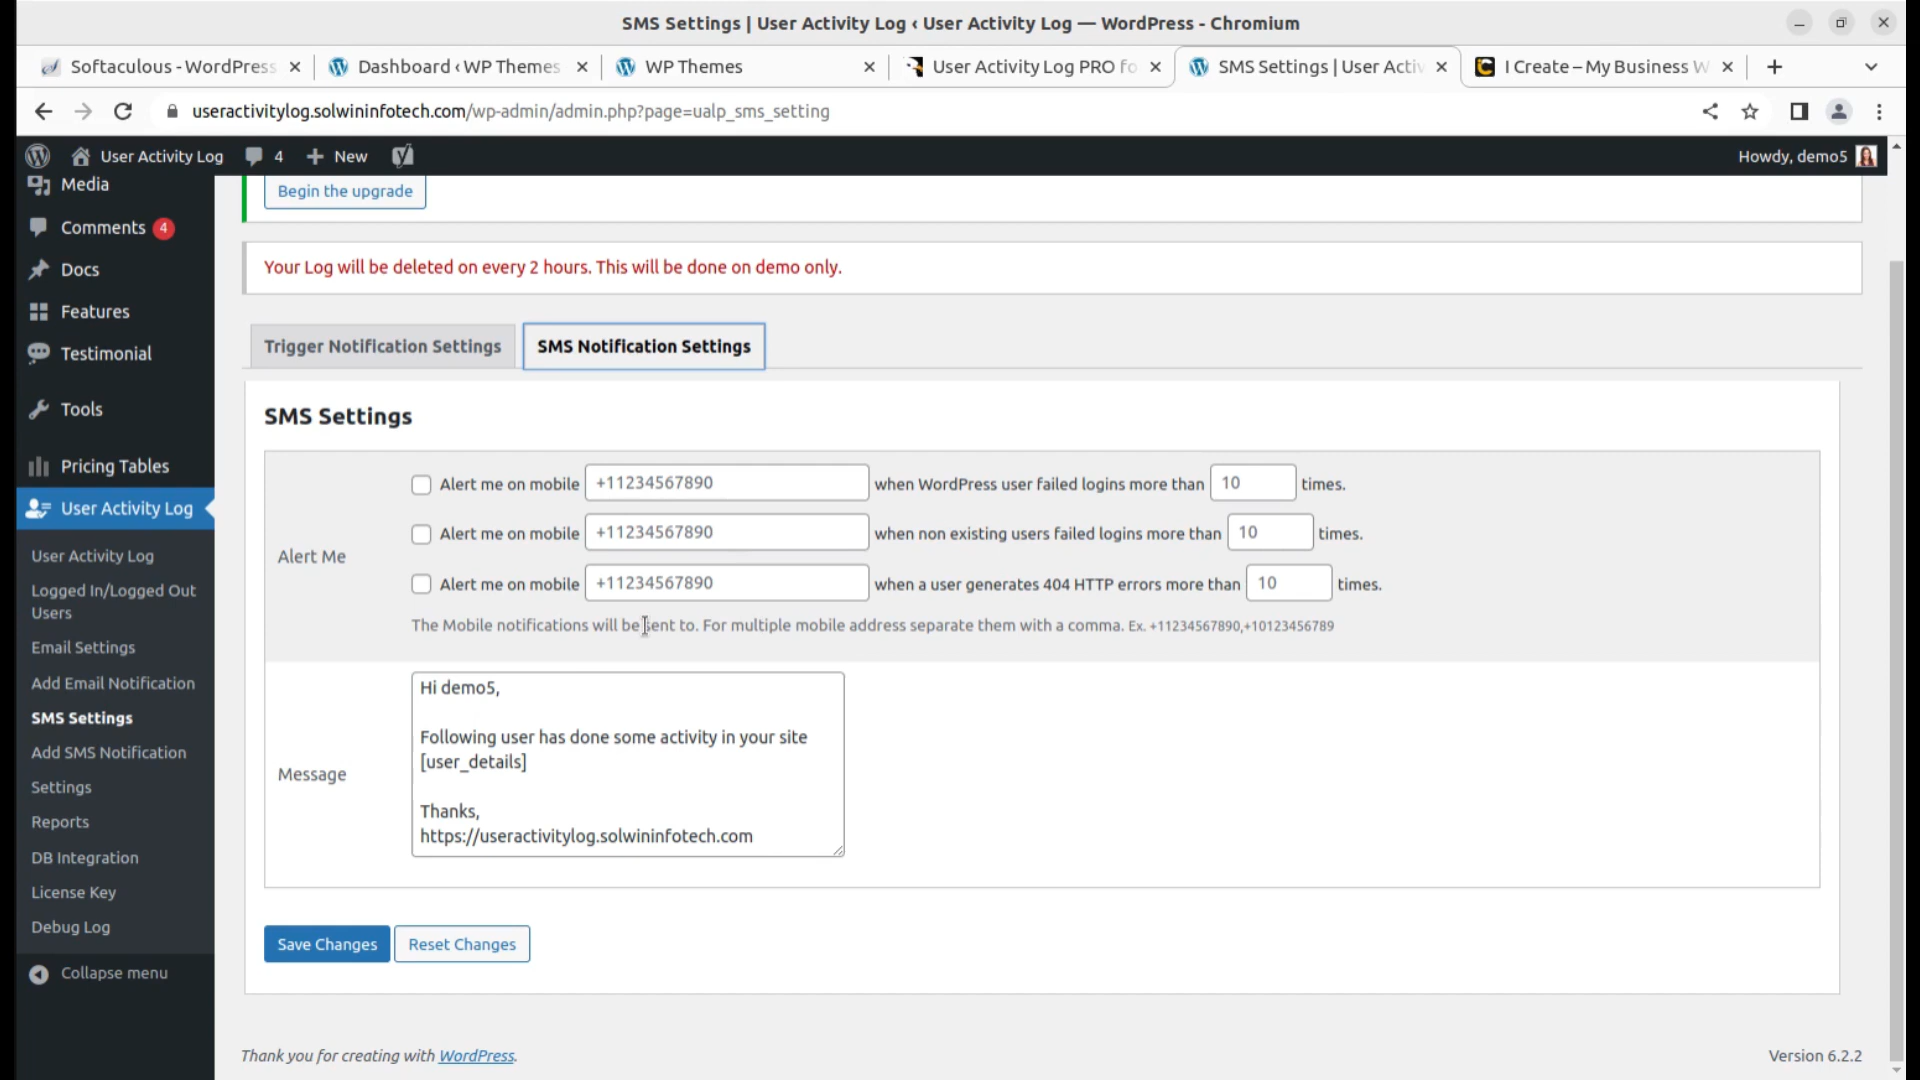 SMS Settings | User Activity Log ‹ User Activity Log — WordPress - Chromium
Softaculous - WordPress
Dashboard ‹ WP Themes
WP Themes
User Activity Log PRO fo
SMS Settings | User Activ
I Create – My Business W
useractivitylog.solwininfotech.com/wp-admin/admin.php?page=ualp_sms_setting
User Activity Log 4 New
Howdy, demo5
Media
Comments 4
Docs
Features
Testimonial
Tools
Pricing Tables
User Activity Log
User Activity Log
Logged In/Logged Out
Users
Email Settings
Add Email Notification
SMS Settings
Add SMS Notification
Settings
Reports
DB Integration
License Key
Debug Log
Collapse menu
Begin the upgrade
Your Log will be deleted on every 2 hours. This will be done on demo only.
Trigger Notification Settings
SMS Notification Settings
SMS Settings
Alert Me
Alert me on mobile +11234567890 when WordPress user failed logins more than 10 times.
Alert me on mobile +11234567890 when non existing users failed logins more than 10 times.
Alert me on mobile +11234567890 when a user generates 404 HTTP errors more than 10 times.
The Mobile notifications will be sent to. For multiple mobile address separate them with a comma. Ex. +11234567890,+10123456789
Message
Hi demo5,
Following user has done some activity in your site
[user_details]
Thanks,
https://useractivitylog.solwininfotech.com
Save Changes
Reset Changes
Thank you for creating with WordPress.
Version 6.2.2